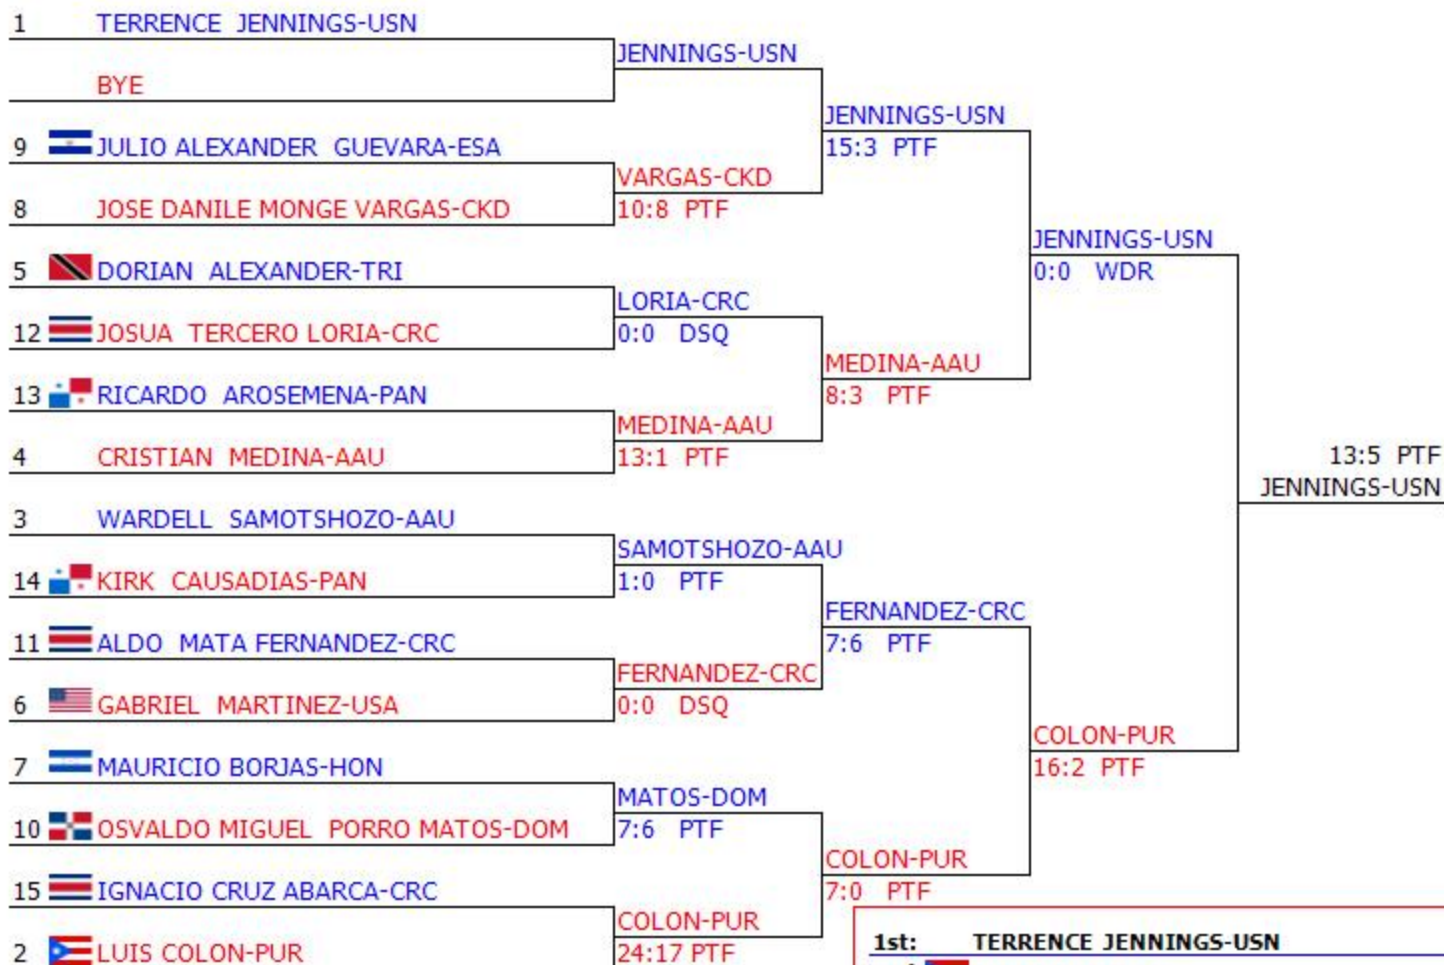 1 TERRENCE JENNINGS-USN
JENNINGS-USN
BYE
JENNINGS-USN
9 JULIO ALEXANDER GUEVARA-ESA
15:3 PTF
VARGAS-CKD
8 JOSE DANILE MONGE VARGAS-CKD
10:8 PTF
JENNINGS-USN
5 DORIAN ALEXANDER-TRI
0:0 WDR
LORIA-CRC
12 JOSUA TERCERO LORIA-CRC
0:0 DSQ
MEDINA-AAU
13 RICARDO AROSEMENA-PAN
8:3 PTF
MEDINA-AAU
4 CRISTIAN MEDINA-AAU
13:1 PTF
13:5 PTF
JENNINGS-USN
3 WARDELL SAMOTSHOZO-AAU
SAMOTSHOZO-AAU
14 KIRK CAUSADIAS-PAN
1:0 PTF
FERNANDEZ-CRC
11 ALDO MATA FERNANDEZ-CRC
7:6 PTF
FERNANDEZ-CRC
6 GABRIEL MARTINEZ-USA
0:0 DSQ
COLON-PUR
7 MAURICIO BORJAS-HON
16:2 PTF
MATOS-DOM
10 OSVALDO MIGUEL PORRO MATOS-DOM
7:6 PTF
COLON-PUR
15 IGNACIO CRUZ ABARCA-CRC
7:0 PTF
COLON-PUR
2 LUIS COLON-PUR
24:17 PTF
1st: TERRENCE JENNINGS-USN